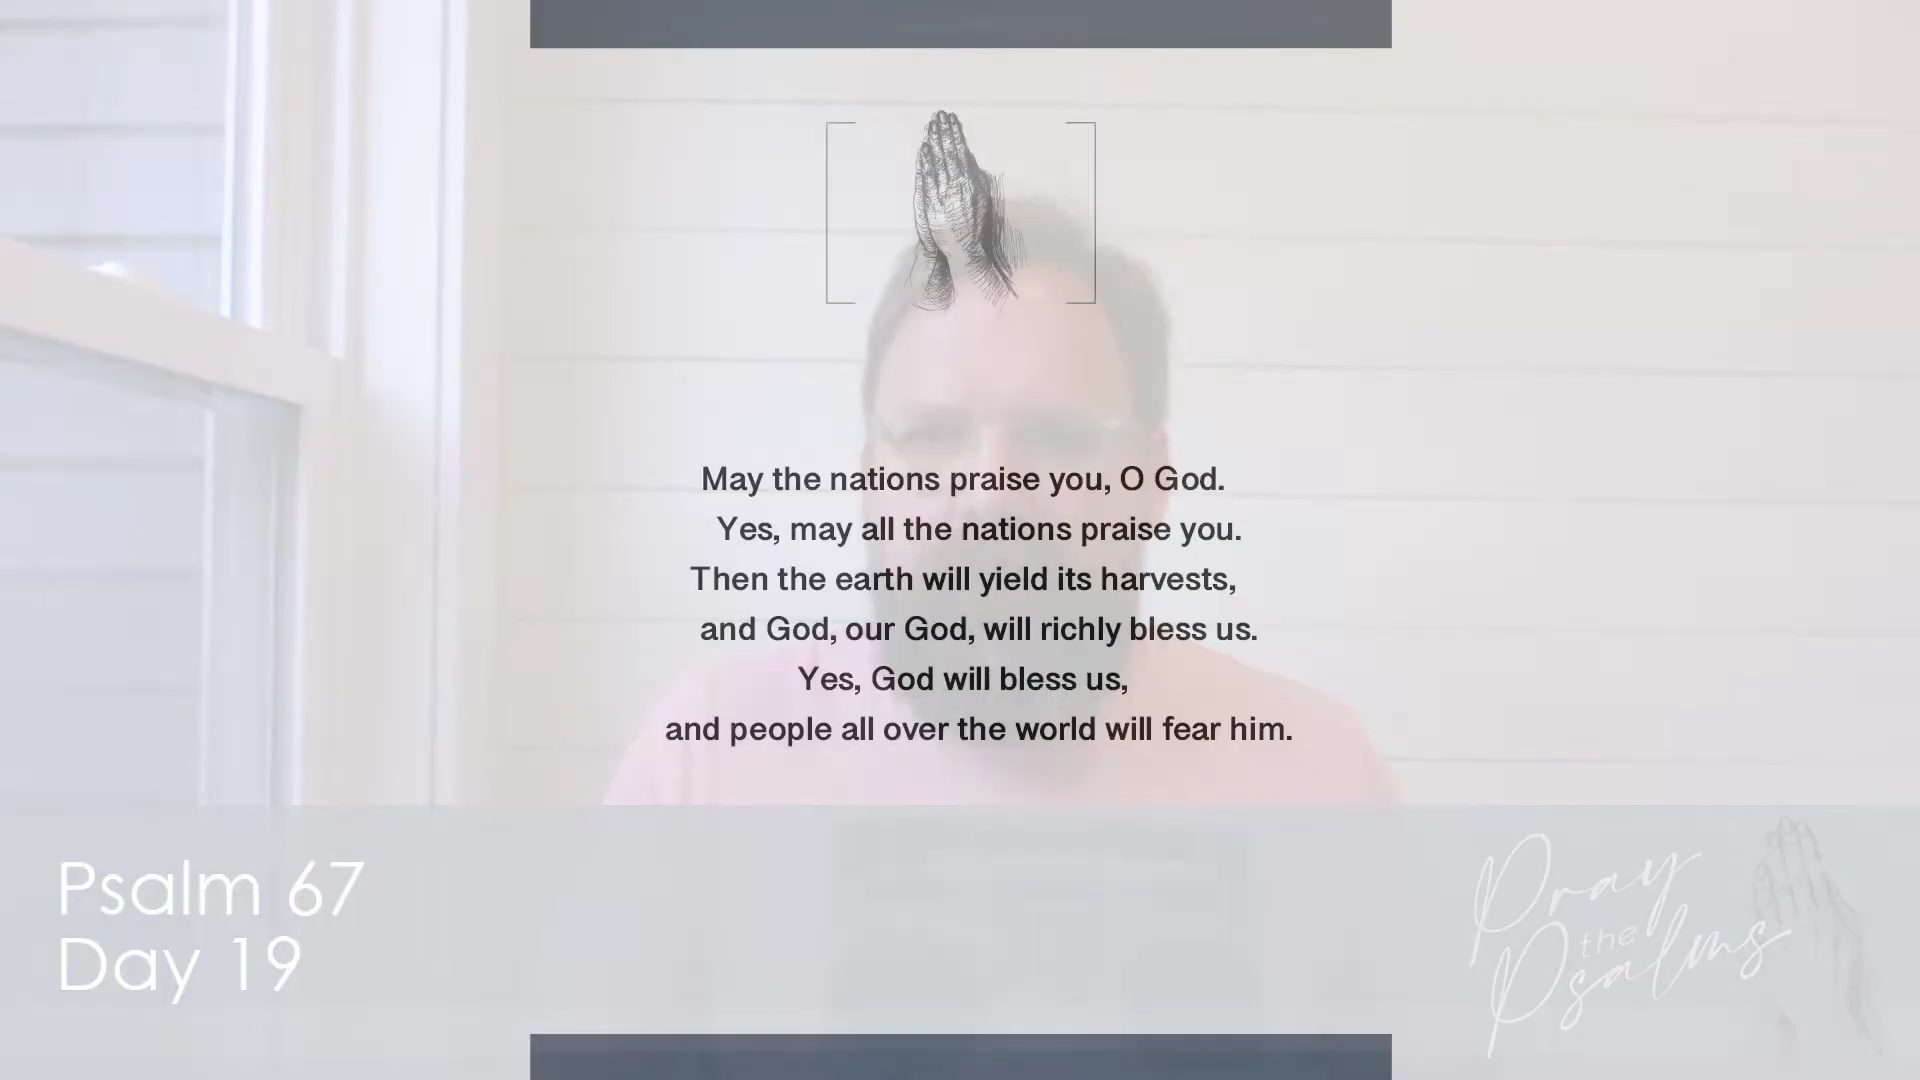 May the nations praise you, O God.
Yes, may all the nations praise you.
Then the earth will yield its harvests,
and God, our God, will richly bless us.
Yes, God will bless us,
and people all over the world will fear him.
Psalm 67
Day 19
Pray
the
Psalms